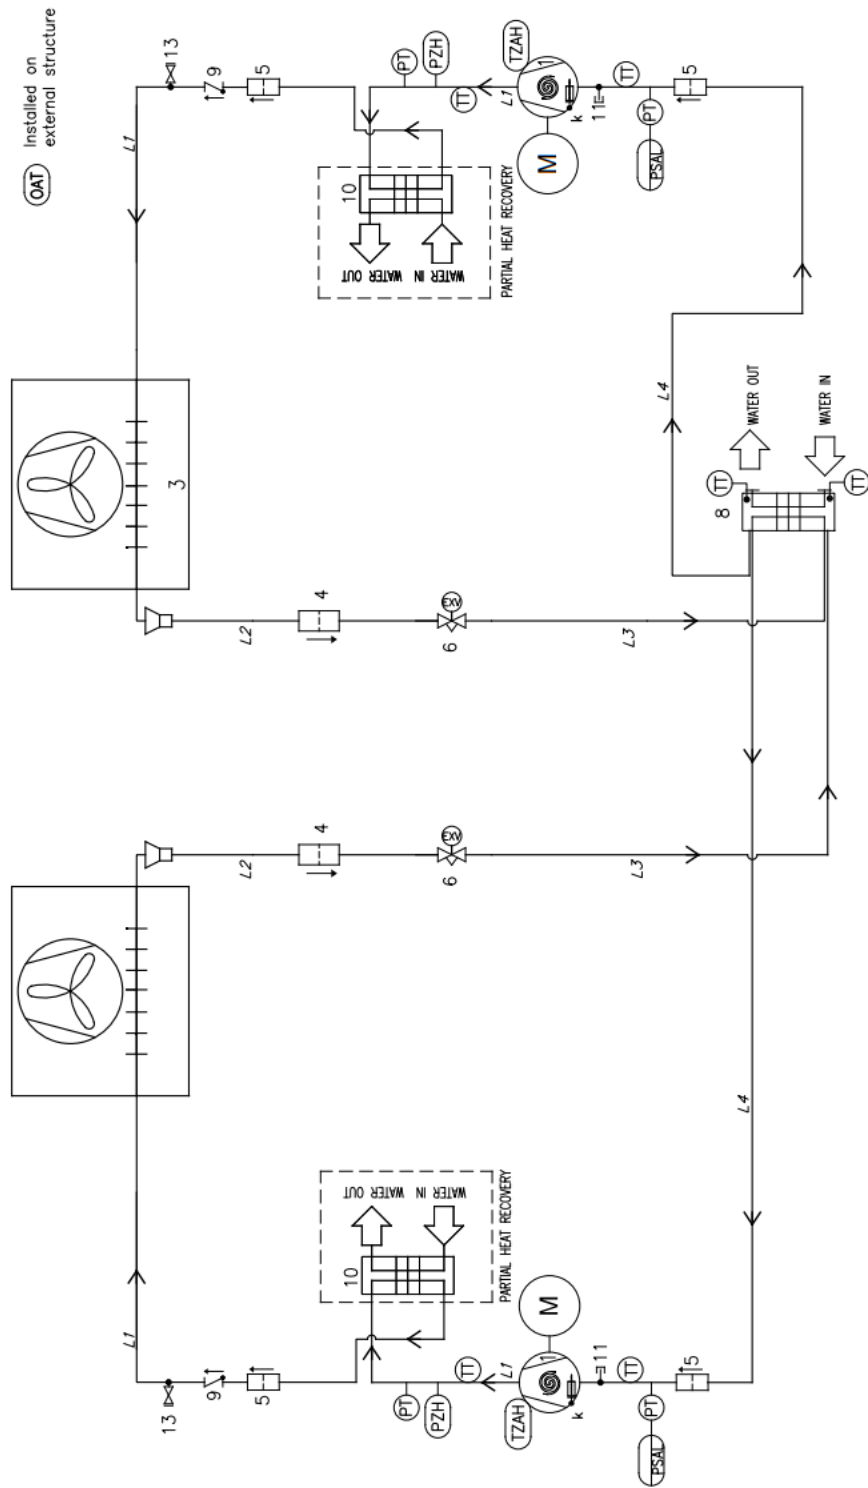 OAT
Installed on
external structure
13
9
5
L1
PT
PZH
TT
L1
TZAH
1
k
11
TT
PT
PSAL
5
M
10
WATER OUT
WATER IN
PARTIAL HEAT RECOVERY
3
L2
4
EXV
6
L3
L4
8
TT
TT
WATER OUT
WATER IN
L2
4
EXV
6
L3
L4
L1
13
9
5
10
WATER OUT
WATER IN
PARTIAL HEAT RECOVERY
PT
PZH
TT
L1
TZAH
1
M
k
11
TT
PT
PSAL
5